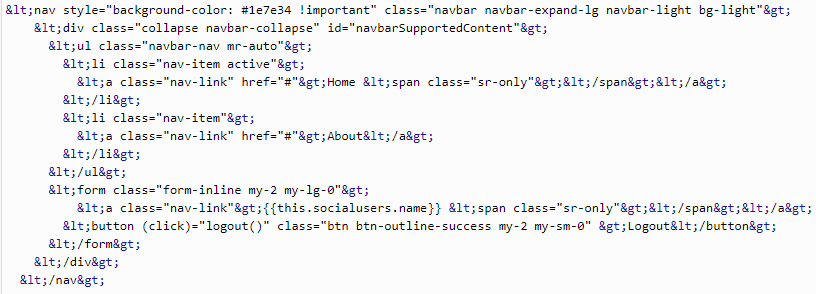 &lt;nav style="background-color: #1e7e34 !important" class="navbar navbar-expand-lg navbar-light bg-light"&gt;
&lt;div class="collapse navbar-collapse" id="navbarSupportedContent"&gt;
&lt;ul class="navbar-nav mr-auto"&gt;
&lt;li class="nav-item active"&gt;
&lt;a class="nav-link" href="#"&gt;Home &lt;span class="sr-only"&gt;&lt;/span&gt;&lt;/a&gt;
&lt;/li&gt;
&lt;li class="nav-item"&gt;
&lt;a class="nav-link" href="#"&gt;About&lt;/a&gt;
&lt;/li&gt;
&lt;/ul&gt;
&lt;form class="form-inline my-2 my-lg-0"&gt;
&lt;a class="nav-link"&gt;{{this.socialusers.name}} &lt;span class="sr-only"&gt;&lt;/span&gt;&lt;/a&gt;
&lt;button (click)="logout()" class="btn btn-outline-success my-2 my-sm-0" &gt;Logout&lt;/button&gt;
&lt;/form&gt;
&lt;/div&gt;
&lt;/nav&gt;